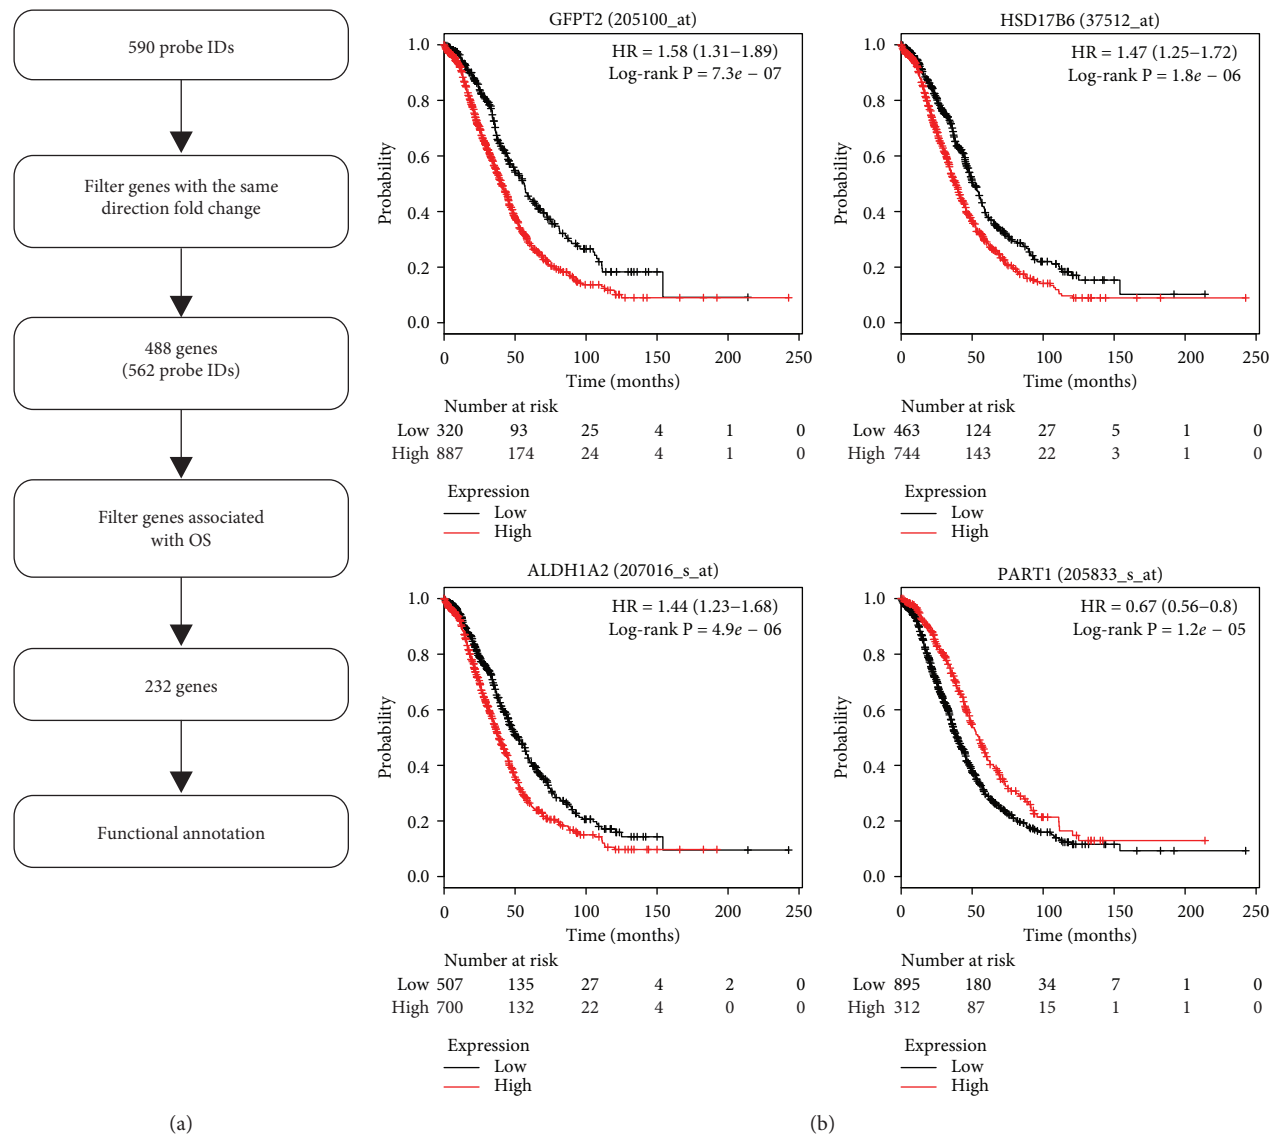 590 probe IDs
Filter genes with the same
direction fold change
488 genes
(562 probe IDs)
Filter genes associated
with OS
232 genes
Functional annotation
(a)
GFPT2 (205100_at)
HR = 1.58 (1.31−1.89)
Log-rank P = 7.3e − 07
Probability
1.0
0.8
0.6
0.4
0.2
0.0
0 50 100 150 200 250
Time (months)
Number at risk
Low 320 93 25 4 1 0
High 887 174 24 4 1 0
Expression
Low
High
HSD17B6 (37512_at)
HR = 1.47 (1.25−1.72)
Log-rank P = 1.8e − 06
Probability
1.0
0.8
0.6
0.4
0.2
0.0
0 50 100 150 200 250
Time (months)
Number at risk
Low 463 124 27 5 1 0
High 744 143 22 3 1 0
Expression
Low
High
ALDH1A2 (207016_s_at)
HR = 1.44 (1.23−1.68)
Log-rank P = 4.9e − 06
Probability
1.0
0.8
0.6
0.4
0.2
0.0
0 50 100 150 200 250
Time (months)
Number at risk
Low 507 135 27 4 2 0
High 700 132 22 4 0 0
Expression
Low
High
PART1 (205833_s_at)
HR = 0.67 (0.56−0.8)
Log-rank P = 1.2e − 05
Probability
1.0
0.8
0.6
0.4
0.2
0.0
0 50 100 150 200 250
Time (months)
Number at risk
Low 895 180 34 7 1 0
High 312 87 15 1 1 0
Expression
Low
High
(b)